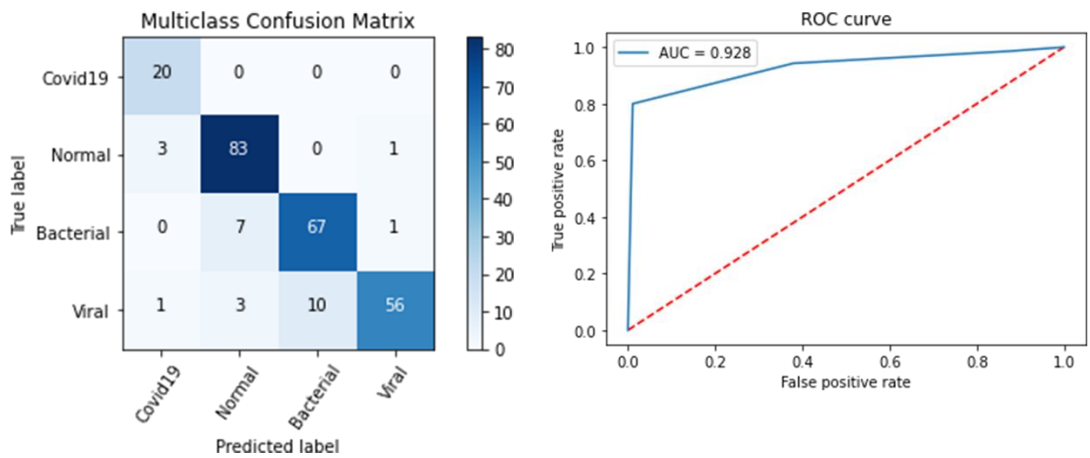 Multiclass Confusion Matrix
True label
Covid19 20 0 0 0
Normal 3 83 0 1
Bacterial 0 7 67 1
Viral 1 3 10 56
Covid19 Normal Bacterial Viral
Predicted label
80
70
60
50
40
30
20
10
0
ROC curve
AUC = 0.928
True positive rate
1.0
0.8
0.6
0.4
0.2
0.0
0.0 0.2 0.4 0.6 0.8 1.0
False positive rate